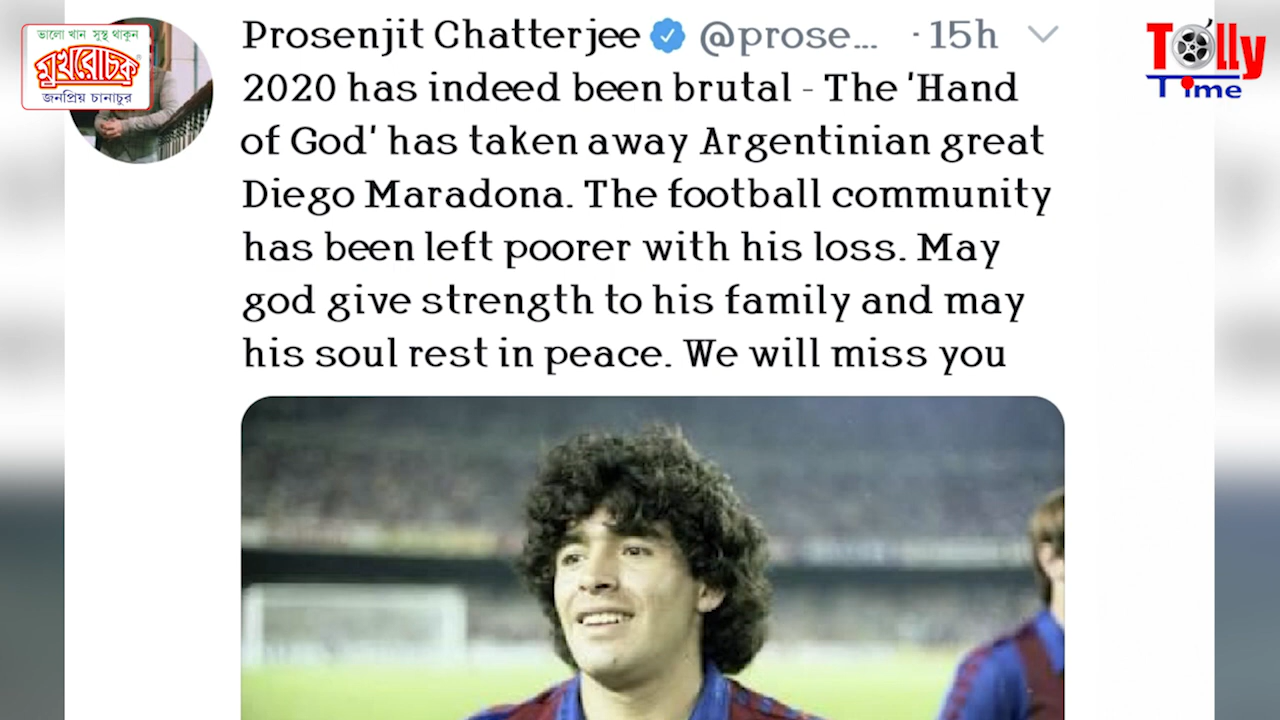 ভালো খান সুস্থ থাকুন
মুখরোচক
জনপ্রিয় চানাচুর
Prosenjit Chatterjee @prose... · 15h
2020 has indeed been brutal - The 'Hand
of God' has taken away Argentinian great
Diego Maradona. The football community
has been left poorer with his loss. May
god give strength to his family and may
his soul rest in peace. We will miss you
Tolly
Time